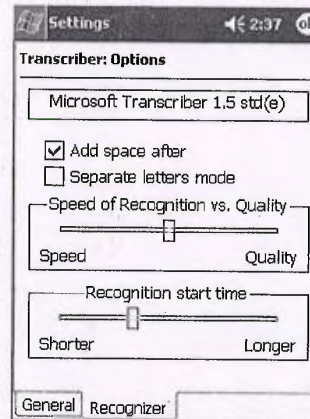 Settings 2:37 ok
Transcriber: Options
Microsoft Transcriber 1.5 std(e)
Add space after
Separate letters mode
Speed of Recognition vs. Quality
Speed Quality
Recognition start time
Shorter Longer
General Recognizer